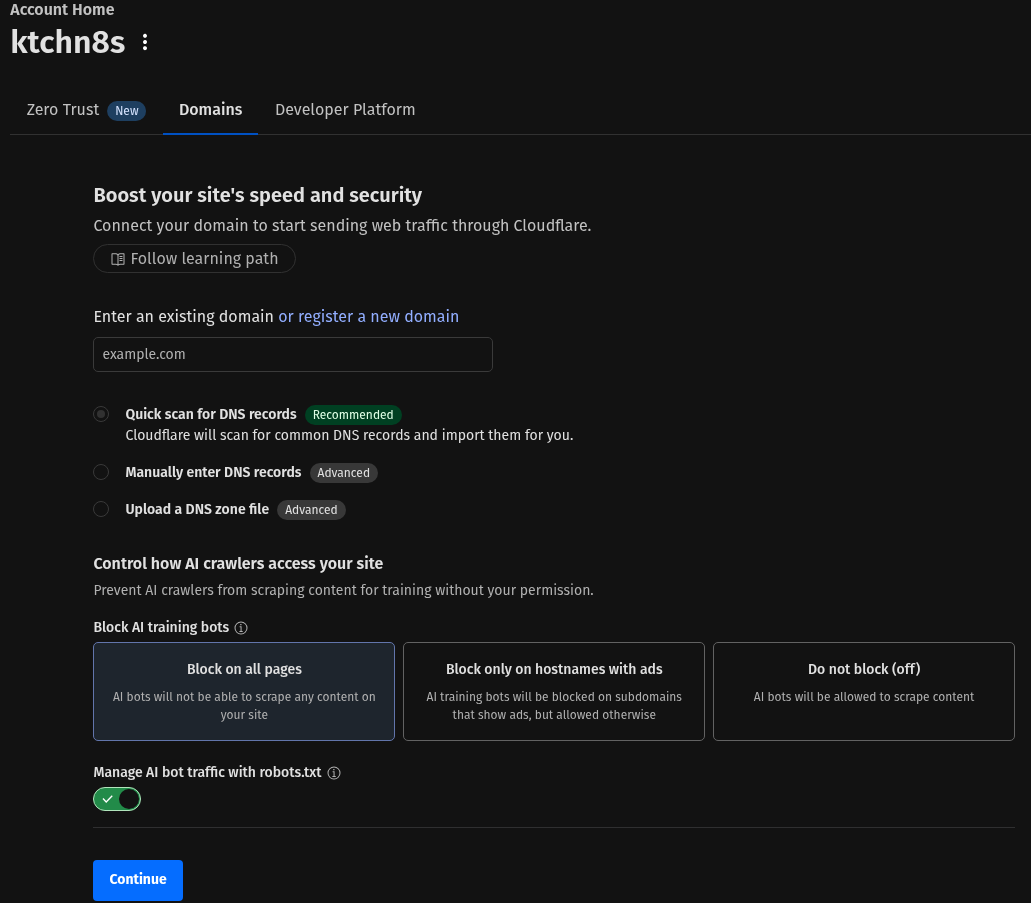 Account Home
ktchn8s
Zero Trust New Domains Developer Platform
Boost your site's speed and security
Connect your domain to start sending web traffic through Cloudflare.
Follow learning path
Enter an existing domain or register a new domain
example.com
Quick scan for DNS records Recommended
Cloudflare will scan for common DNS records and import them for you.
Manually enter DNS records Advanced
Upload a DNS zone file Advanced
Control how AI crawlers access your site
Prevent AI crawlers from scraping content for training without your permission.
Block AI training bots
Block on all pages
AI bots will not be able to scrape any content on
your site
Block only on hostnames with ads
AI training bots will be blocked on subdomains
that show ads, but allowed otherwise
Do not block (off)
AI bots will be allowed to scrape content
Manage AI bot traffic with robots.txt
Continue